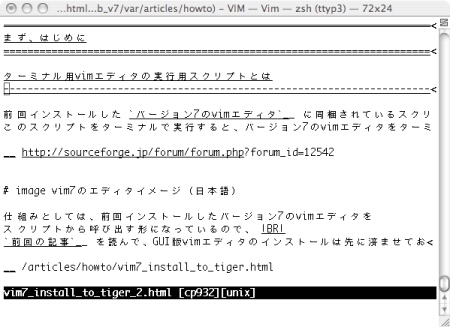 ...html...b_v7/var/articles/howto) – VIM — Vim — zsh (ttyp3) — 72x24
まず、はじめに
ターミナル用vimエディタの実行用スクリプトとは
前回インストールした `バージョン7のvimエディタ`_ に同梱されているスクリ
このスクリプトをターミナルで実行すると、バージョン7のvimエディタをターミ
__ http://sourceforge.jp/forum/forum.php?forum_id=12542
# image vim7のエディタイメージ (日本語)
仕組みとしては、前回インストールしたバージョン7のvimエディタを
スクリプトから呼び出す形になっているので、 |BR|
`前回の記事`__ を読んで、GUI版vimエディタのインストールは先に済ませてお<
__ /articles/howto/vim7_install_to_tiger.html
vim7_install_to_tiger_2.html [cp932][unix]